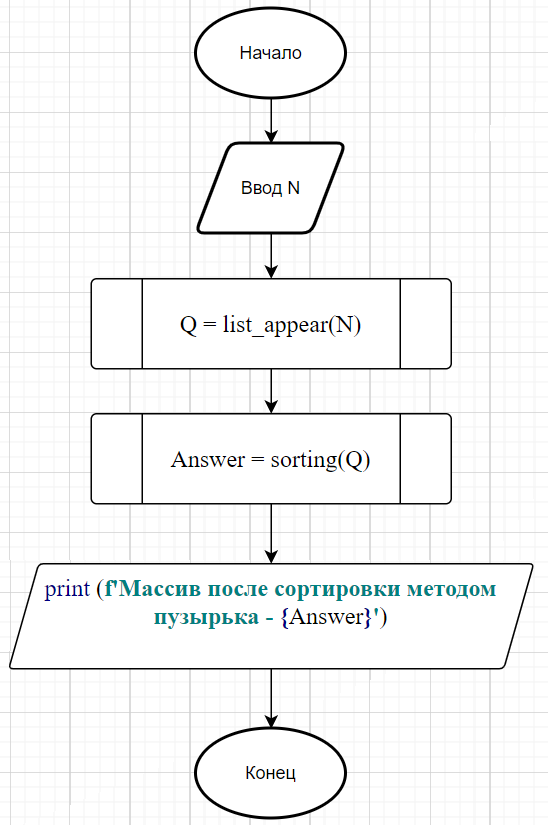 Начало
Ввод N
Q = list_appear(N)
Answer = sorting(Q)
print (f'Массив после сортировки методом
пузырька - {Answer}')
Конец